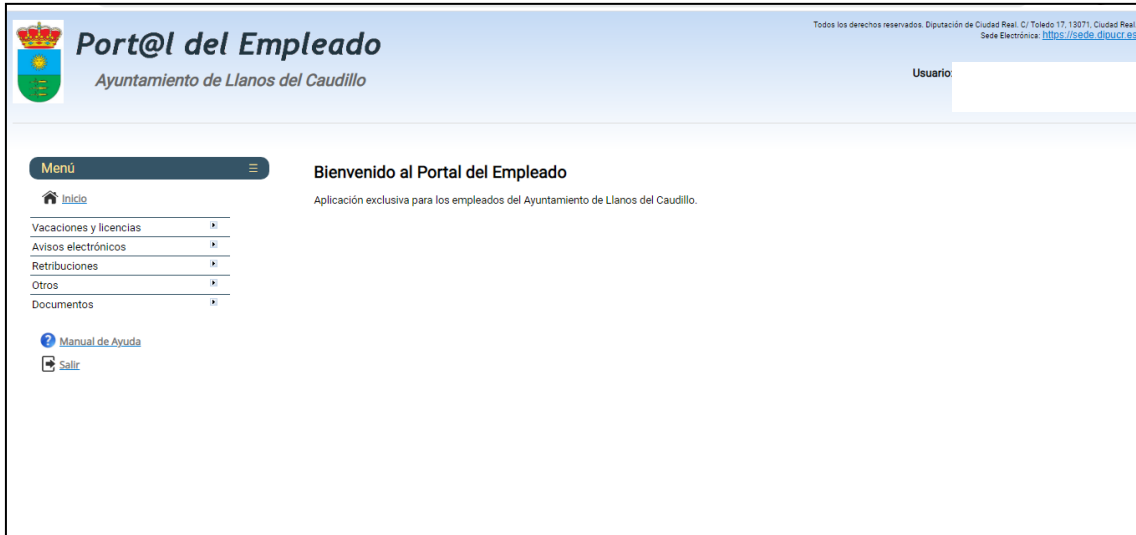 Port@l del Empleado
Ayuntamiento de Llanos del Caudillo
Todos los derechos reservados. Diputación de Ciudad Real. C/ Toledo 17, 13071, Ciudad Real
Sede Electrónica: https://sede.dipucr.es
Usuario:
Menú
Inicio
Vacaciones y licencias
Avisos electrónicos
Retribuciones
Otros
Documentos
Manual de Ayuda
Salir
Bienvenido al Portal del Empleado
Aplicación exclusiva para los empleados del Ayuntamiento de Llanos del Caudillo.